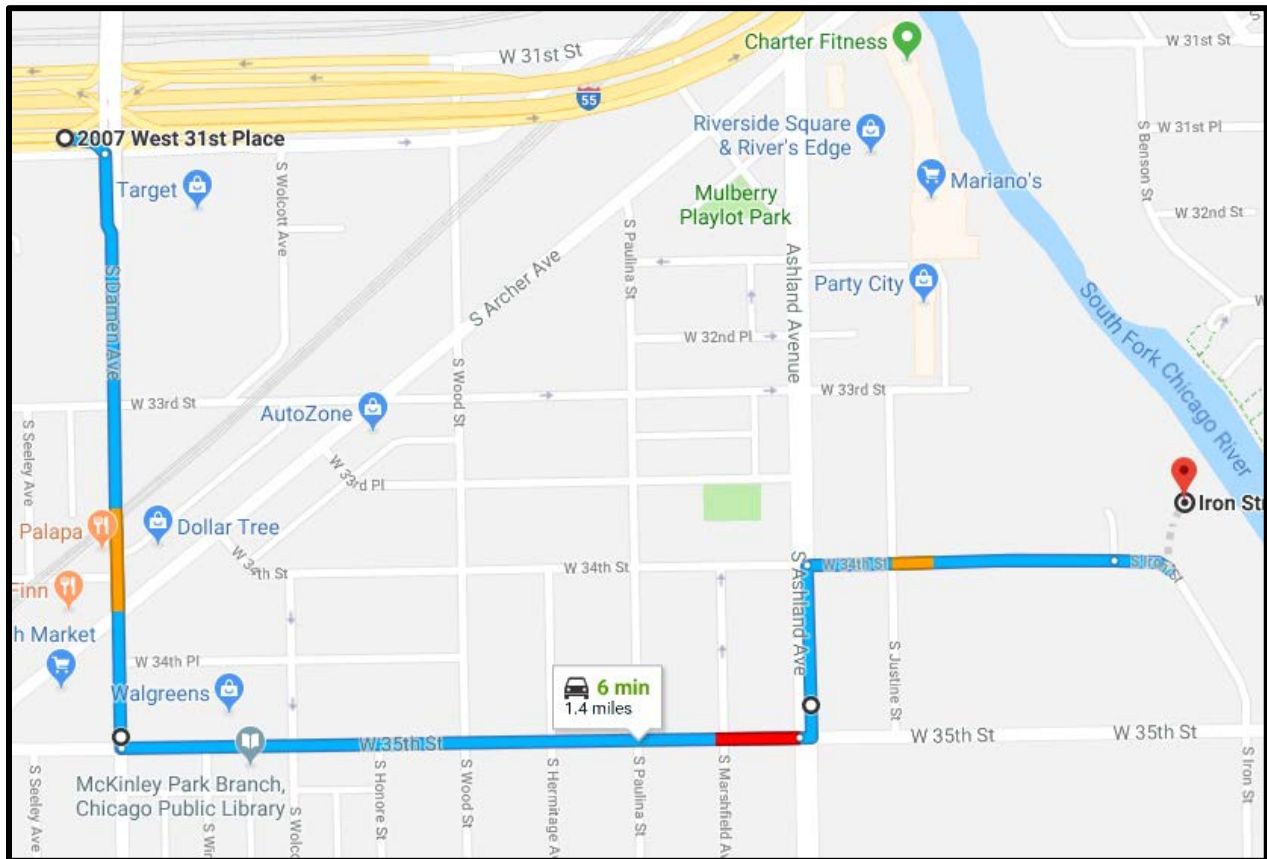 W 31st St
Charter Fitness
W 31st St
55
2007 West 31st Place
Riverside Square
& River's Edge
S Benson St
W 31st Pl
Target
S Wolcott Ave
Mulberry
Playlot Park
Mariano's
W 32nd St
S Damen Ave
S Archer Ave
S Paulina St
Ashland Avenue
Party City
South Fork Chicago River
W 32nd Pl
W 33rd St
AutoZone
S Wood St
W 33rd St
S Seeley Ave
W 33rd Pl
Iron Str
Palapa
Dollar Tree
W 34th St
W 34th St
S Ashland Ave
W 34th St
S Iron St
Finn
h Market
W 34th Pl
Walgreens
6 min
1.4 miles
S Justine St
W 35th St
W 35th St
W 35th St
McKinley Park Branch,
Chicago Public Library
S Seeley Ave
S Win
S Wolco
S Honore St
S Wood St
S Hermitage A
S Paulina St
S Marshfield Av
S Iron St